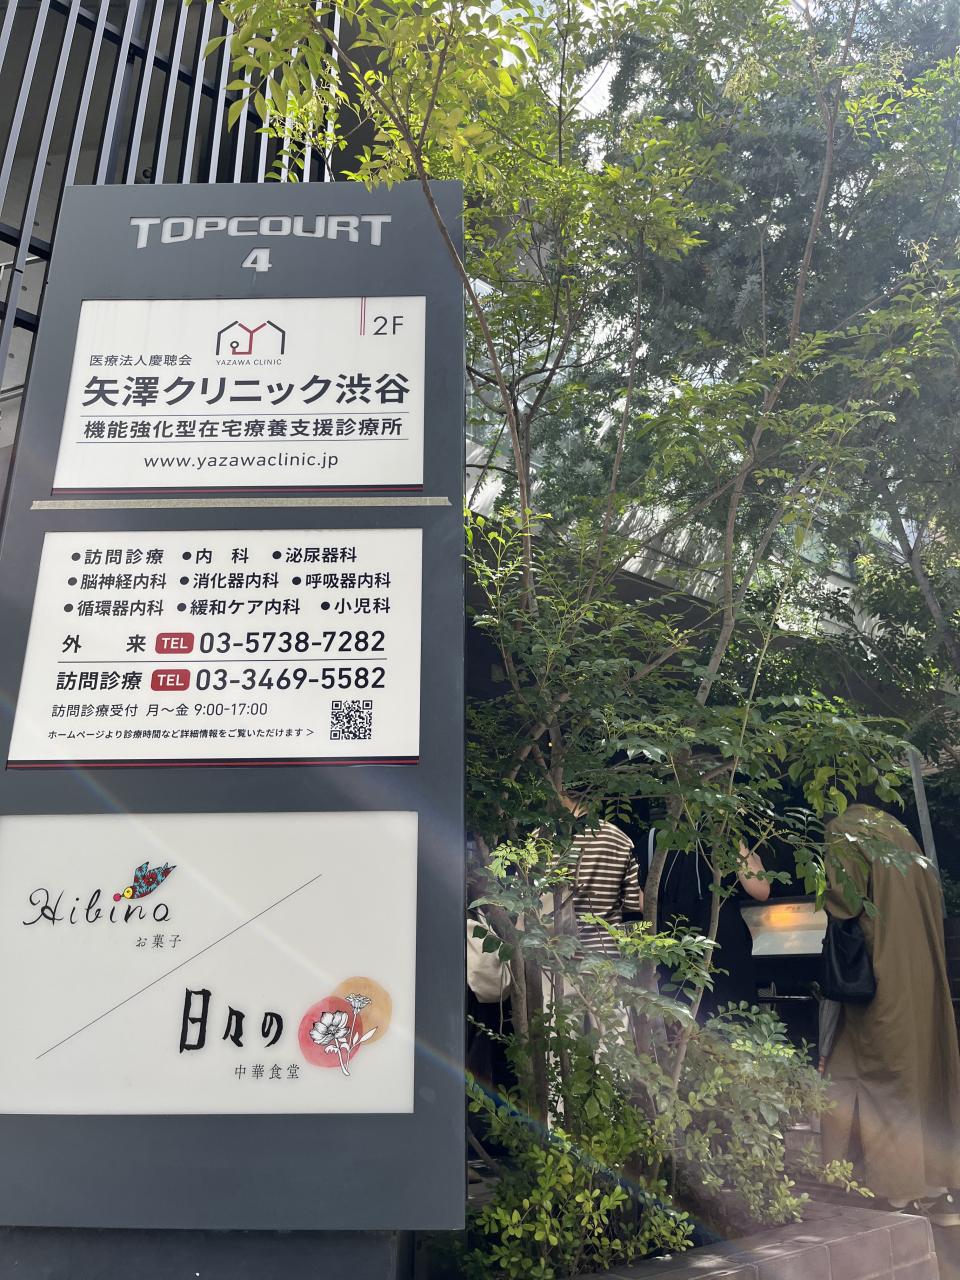 TOPCOURT
4
2F
YAZAWA CLINIC
医療法人慶聴会
矢澤クリニック渋谷
機能強化型在宅療養支援診療所
www.yazawaclinic.jp
●訪問診療 ●内 科 ●泌尿器科
●脳神経内科 ●消化器内科 ●呼吸器内科
●循環器内科 ●緩和ケア内科 ●小児科
外 来 TEL 03-5738-7282
訪問診療 TEL 03-3469-5582
訪問診療受付 月〜金 9:00-17:00
ホームページより診療時間など詳細情報をご覧いただけます >
Hibino
お菓子
日々の
中華食堂